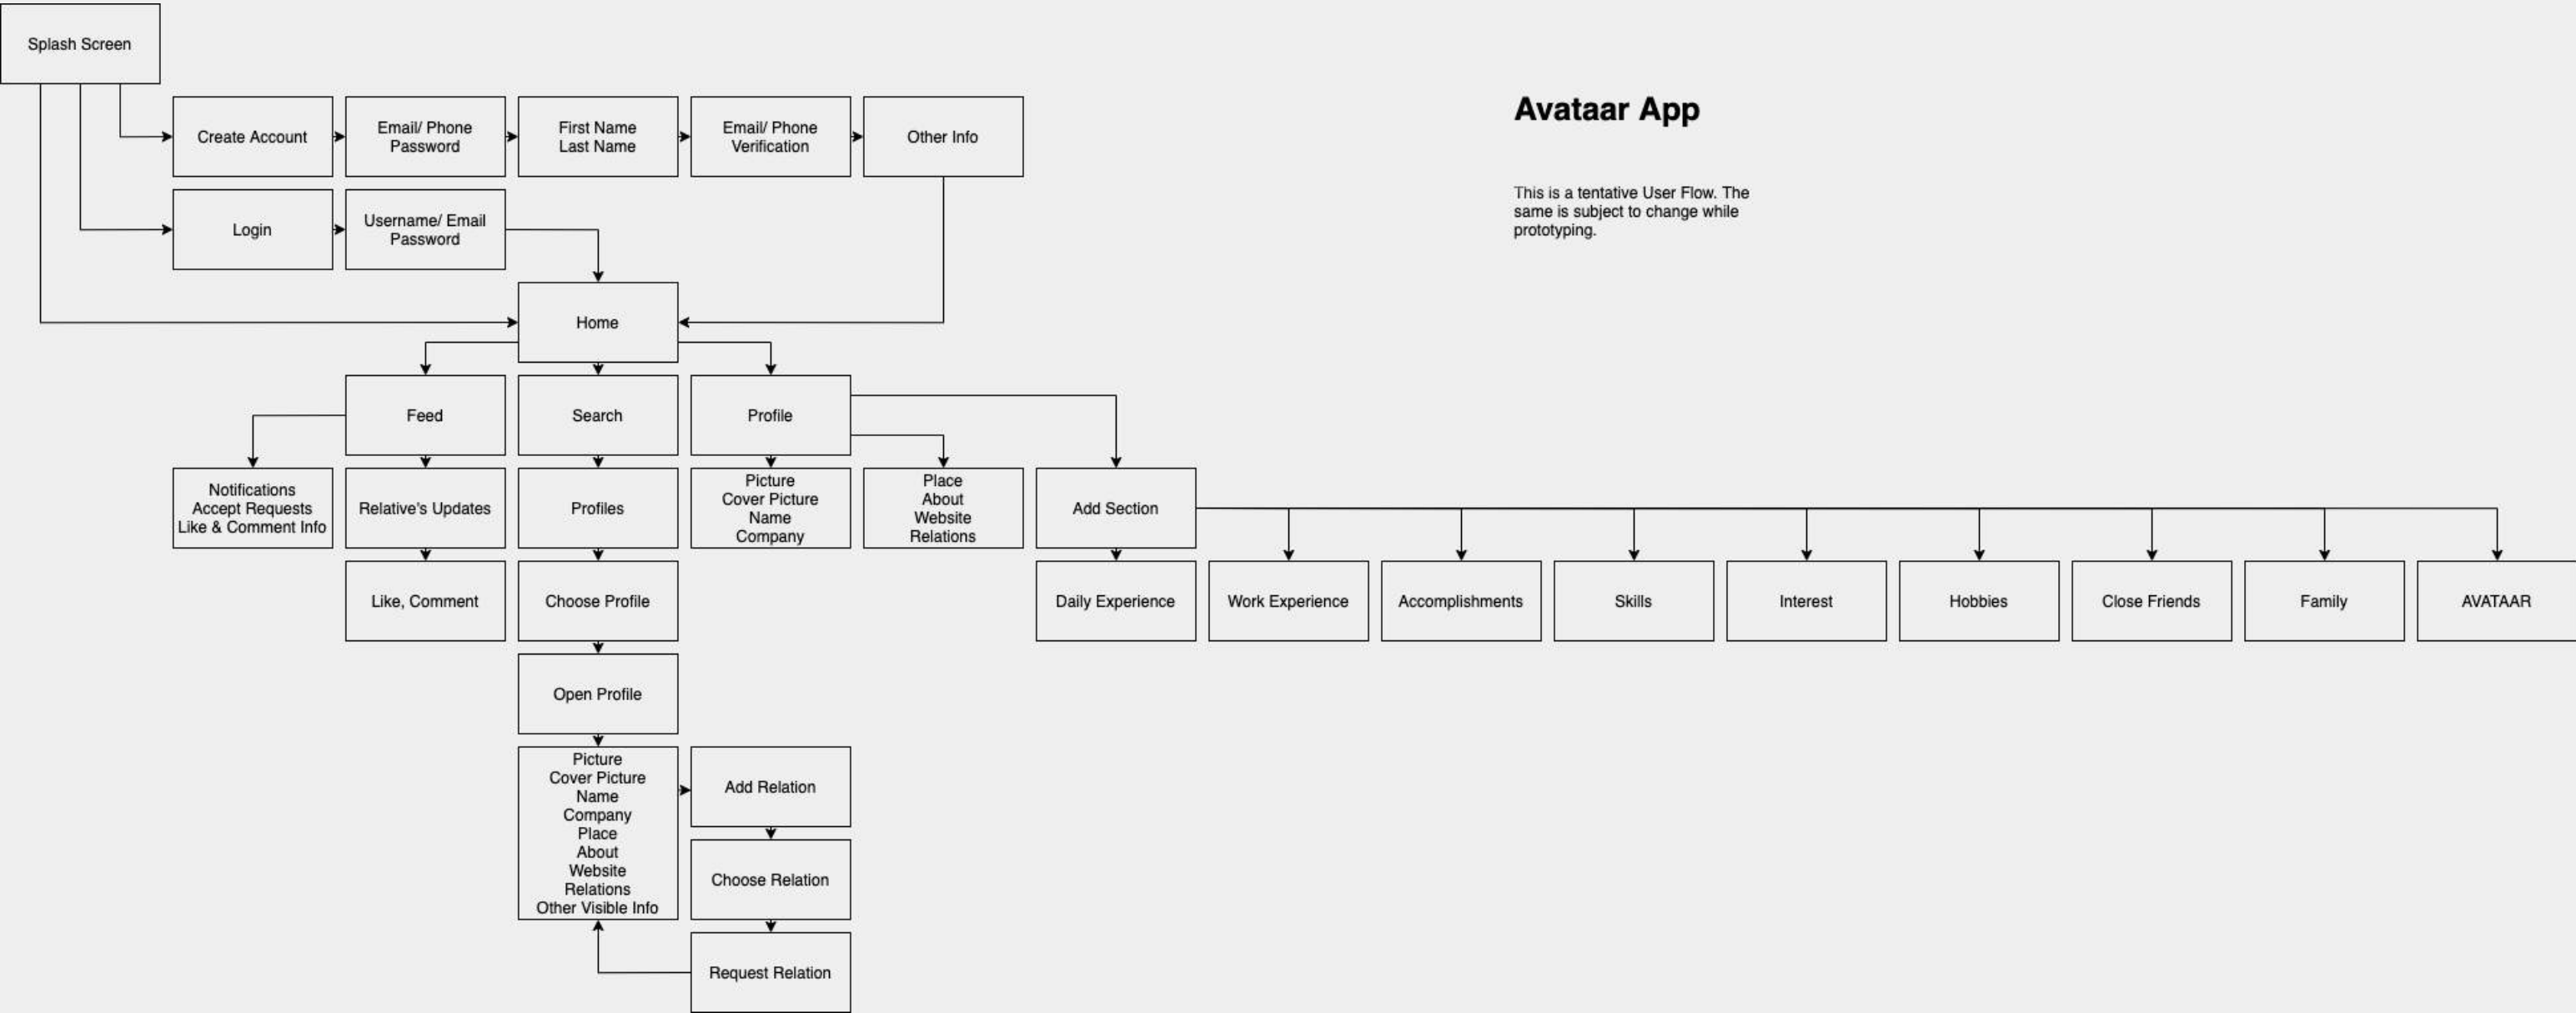 Splash Screen
Avataar App
Create Account
Email/ Phone
Password
First Name
Last Name
Email/ Phone
Verification
Other Info
This is a tentative User Flow. The
same is subject to change while
prototyping.
Login
Username/ Email
Password
Home
Feed
Search
Profile
Notifications
Accept Requests
Like & Comment Info
Relative's Updates
Profiles
Picture
Cover Picture
Name
Company
Place
About
Website
Relations
Add Section
Like, Comment
Choose Profile
Daily Experience
Work Experience
Accomplishments
Skills
Interest
Hobbies
Close Friends
Family
AVATAAR
Open Profile
Picture
Cover Picture
Name
Company
Place
About
Website
Relations
Other Visible Info
Add Relation
Choose Relation
Request Relation